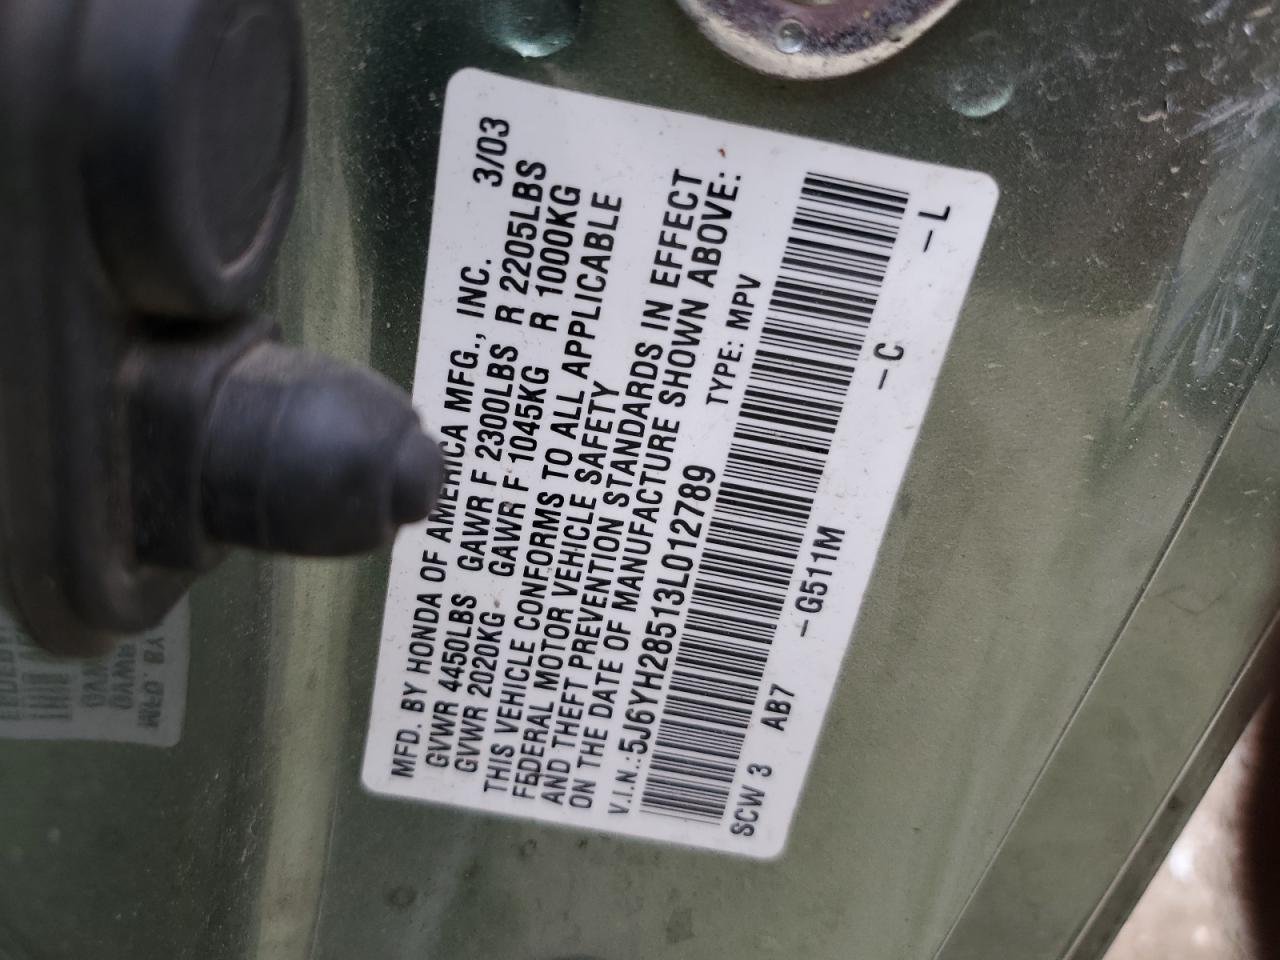 MFD. BY HONDA OF AMERICA MFG., INC. 3/03
GVWR 4450LBS GAWR F 2300LBS R 2205LBS
GVWR 2020KG GAWR F 1045KG R 1000KG
THIS VEHICLE CONFORMS TO ALL APPLICABLE
FEDERAL MOTOR VEHICLE SAFETY
AND THEFT PREVENTION STANDARDS IN EFFECT
ON THE DATE OF MANUFACTURE SHOWN ABOVE:
V.I.N.:5J6YH28513L012789 TYPE: MPV
SCW 3 AB7 –G511M –C –L